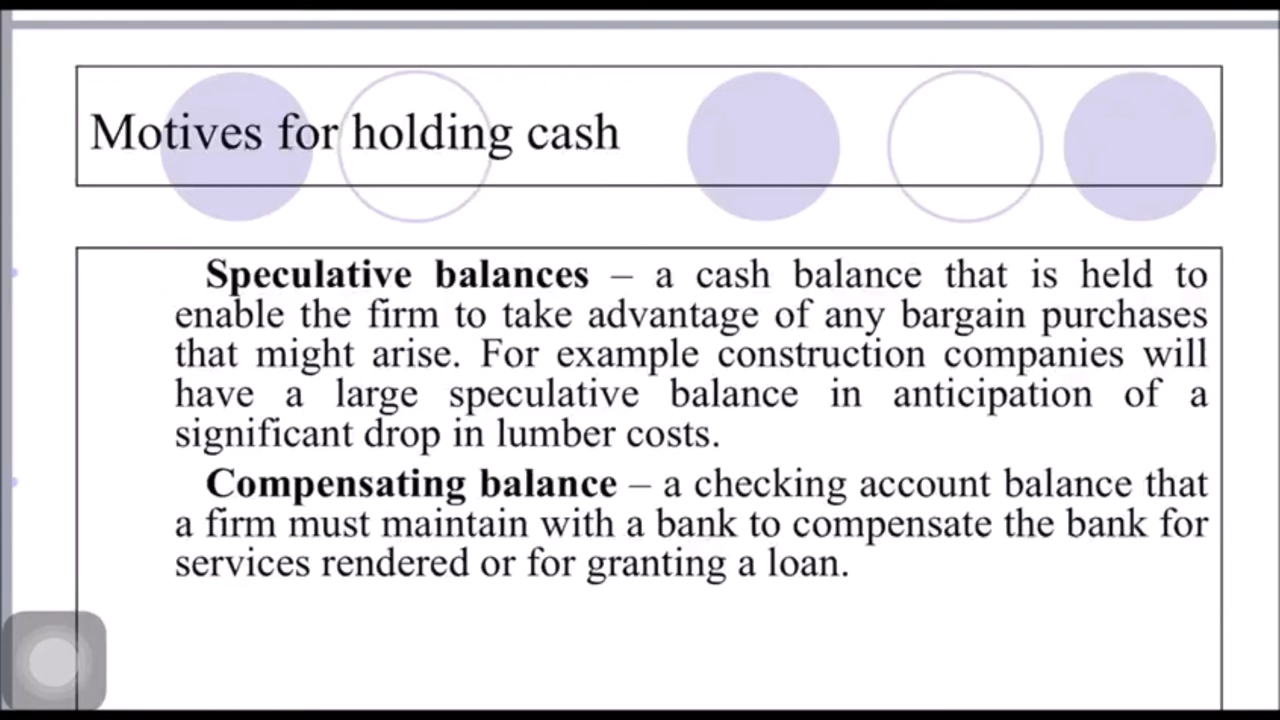 Motives for holding cash
Speculative balances – a cash balance that is held to
enable the firm to take advantage of any bargain purchases
that might arise. For example construction companies will
have a large speculative balance in anticipation of a
significant drop in lumber costs.
Compensating balance – a checking account balance that
a firm must maintain with a bank to compensate the bank for
services rendered or for granting a loan.